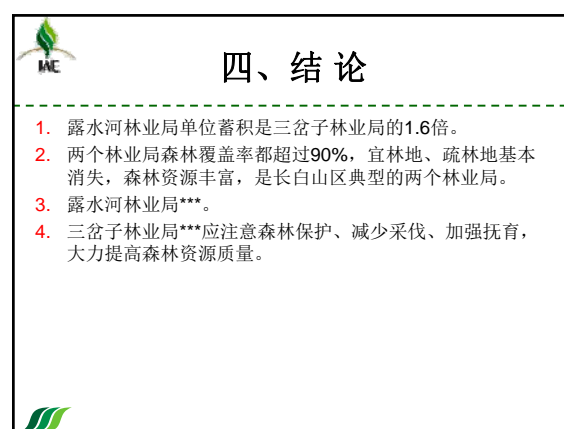 IAE
四、结 论
1. 露水河林业局单位蓄积是三岔子林业局的1.6倍。
2. 两个林业局森林覆盖率都超过90%，宜林地、疏林地基本
消失，森林资源丰富，是长白山区典型的两个林业局。
3. 露水河林业局***。
4. 三岔子林业局***应注意森林保护、减少采伐、加强抚育，
大力提高森林资源质量。